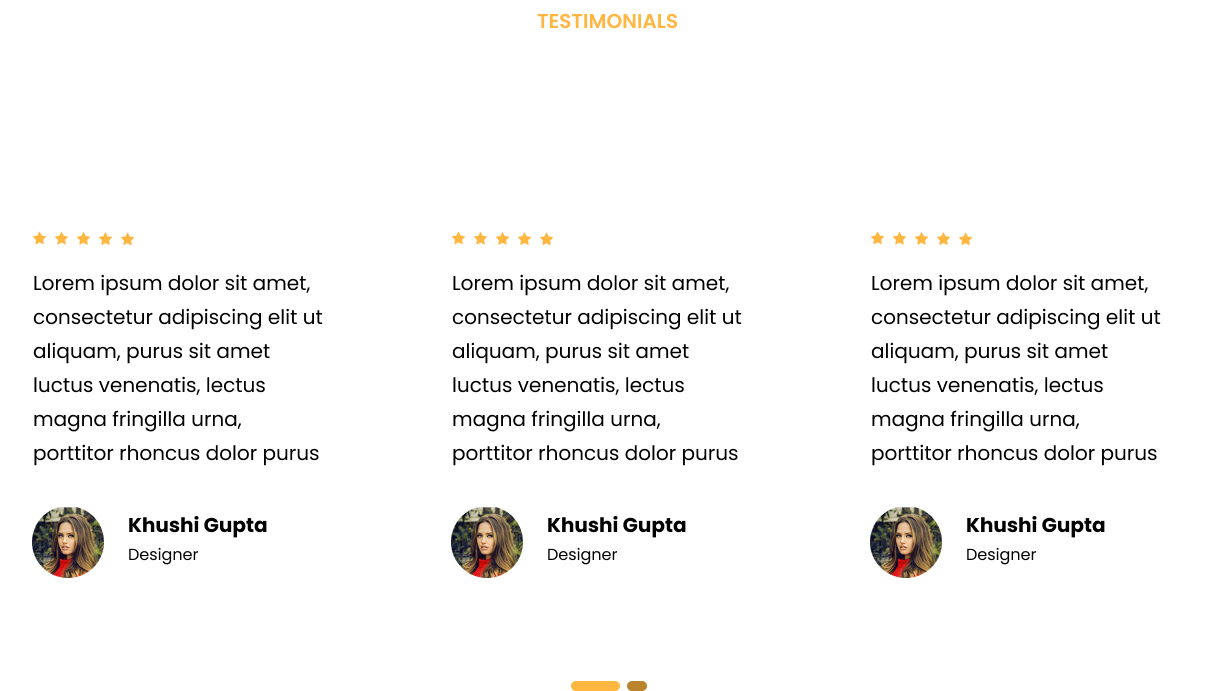 TESTIMONIALS
Lorem ipsum dolor sit amet,
consectetur adipiscing elit ut
aliquam, purus sit amet
luctus venenatis, lectus
magna fringilla urna,
porttitor rhoncus dolor purus
Khushi Gupta
Designer
Lorem ipsum dolor sit amet,
consectetur adipiscing elit ut
aliquam, purus sit amet
luctus venenatis, lectus
magna fringilla urna,
porttitor rhoncus dolor purus
Khushi Gupta
Designer
Lorem ipsum dolor sit amet,
consectetur adipiscing elit ut
aliquam, purus sit amet
luctus venenatis, lectus
magna fringilla urna,
porttitor rhoncus dolor purus
Khushi Gupta
Designer